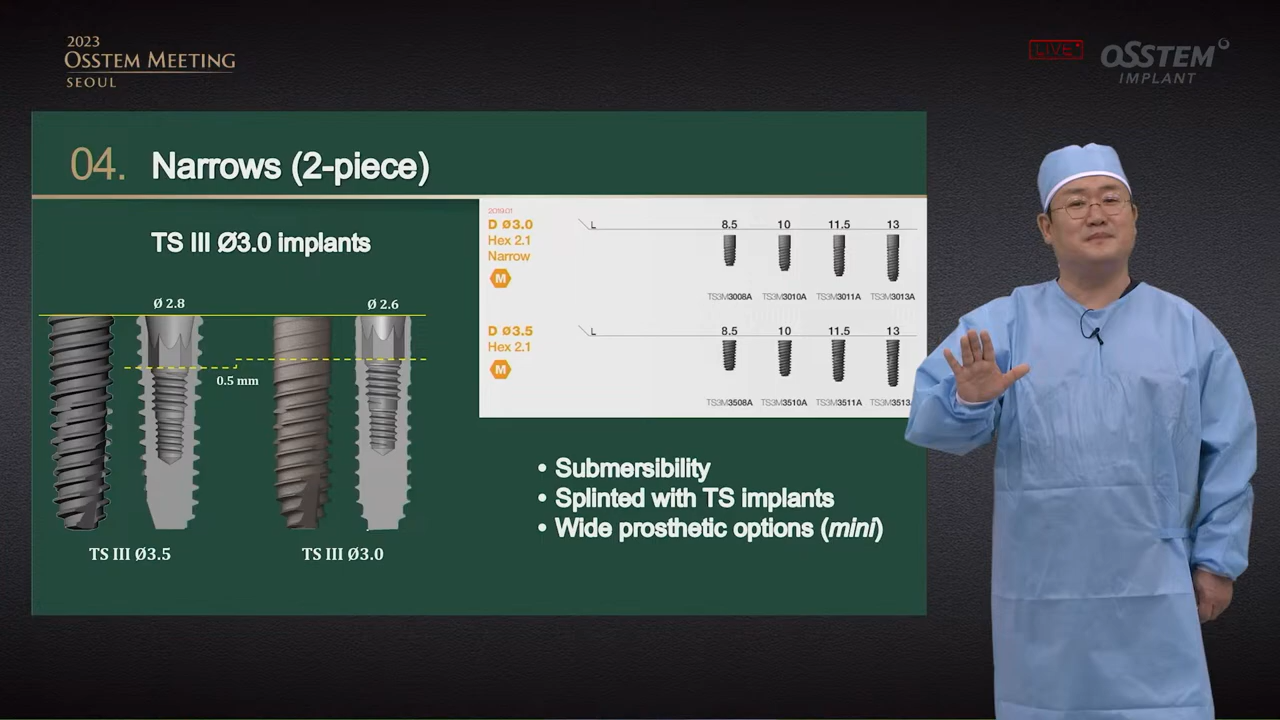 2023
OSSTEM MEETING
SEOUL
LIVE
OSSTEM
IMPLANT
04. Narrows (2-piece)
TS III Ø3.0 implants
Ø 2.8
Ø 2.6
0.5 mm
TS III Ø3.5
TS III Ø3.0
2019.01
D ø3.0
Hex 2.1
Narrow
M
L 8.5 10 11.5 13
TS3M3008A TS3M3010A TS3M3011A TS3M3013A
D ø3.5
Hex 2.1
M
L 8.5 10 11.5 13
TS3M3508A TS3M3510A TS3M3511A TS3M3513
• Submersibility
• Splinted with TS implants
• Wide prosthetic options (mini)